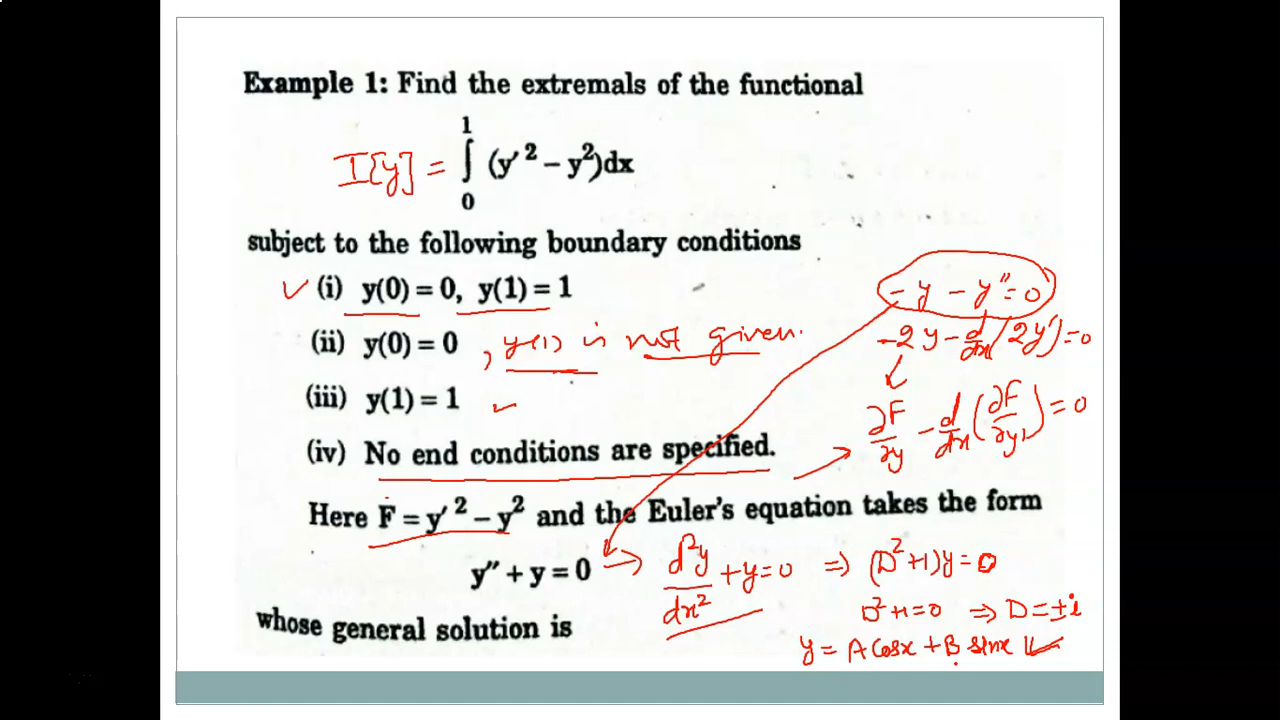 Example 1: Find the extremals of the functional
I[y] = ∫₀¹ (y′² – y²)dx
subject to the following boundary conditions
✓ (i) y(0) = 0, y(1) = 1
(ii) y(0) = 0 , y(1) is not given.
(iii) y(1) = 1 ✓
(iv) No end conditions are specified.
Here F = y′² – y² and the Euler's equation takes the form
y″ + y = 0 → d²y/dx² + y = 0 ⇒ (D²+1)y = 0
D²+1=0 ⇒ D = ±i
whose general solution is
y = A cosx + B sinx
-y - y″ = 0
-2y - d/dx(2y′) = 0
∂F/∂y - d/dx(∂F/∂y′) = 0